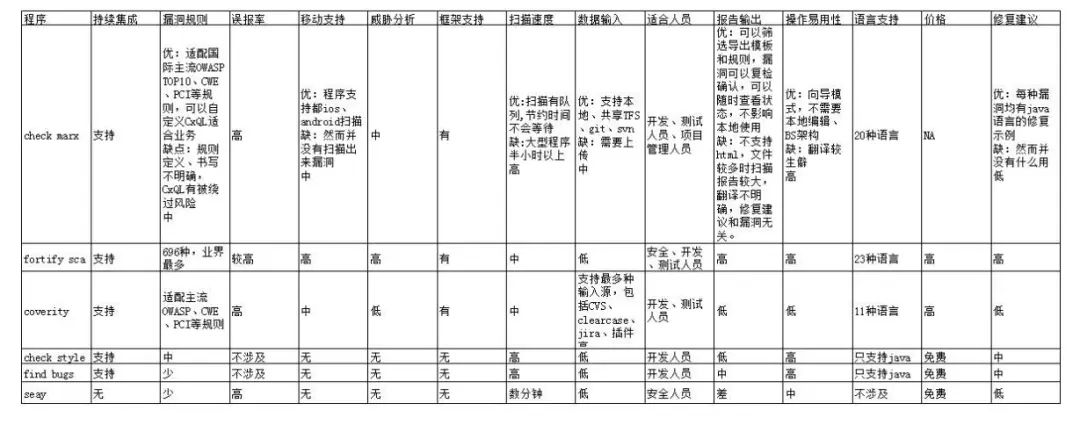 程序 持续集成 漏洞规则 误报率 移动支持 威胁分析 框架支持 扫描速度 数据输入 适合人员 报告输出 操作易用性 语言支持 价格 修复建议
check marx
支持
优：适配国
际主流OWASP
TOP10、CWE
、PCI等规
则，可以自
定义CxQL适
合业务
缺点：规则
定义、书写
不明确，
CxQL有被绕
过风险
中
高
优：程序支
持都ios、
android扫描
缺：然而并
没有扫描出
来漏洞
中
中
有
优:扫描有队
列,节约时间
不会等待
缺:大型程序
半小时以上
高
优：支持本
地、共享TFS
、git、svn
缺：需要上
传
中
开发、测试
人员、项目
管理人员
优：可以筛
选导出模板
和规则，漏
洞可以复检
确认，可以
随时查看状
态，不影响
本地使用
缺：不支持
html，文件
较多时扫描
报告较大，
翻译不明
确，修复建
议和漏洞无
关。
优：向导模
式，不需要
本地编辑、
BS架构
缺：翻译较
生僻
高
20种语言
NA
优：每种漏
洞均有java
语言的修复
示例
缺：然而并
没有什么用
低
fortify sca
支持
696种，业界
最多
较高
高
高
有
中
低
安全、开发
、测试人员
高
高
23种语言
高
高
coverity
支持
适配主流
OWASP、CWE
、PCI等规则
高
中
低
有
中
支持最多种
输入源，包
括CVS、
clearcase、
jira、插件
开发、测试
人员
低
低
11种语言
高
低
check style 支持 中 不涉及 无 无 无 高 低 开发人员 低 高 只支持java 免费 中
find bugs 支持 少 不涉及 无 无 无 高 低 开发人员 中 高 只支持java 免费 中
seay 无 少 高 无 无 无 数分钟 低 安全人员 差 中 不涉及 免费 低